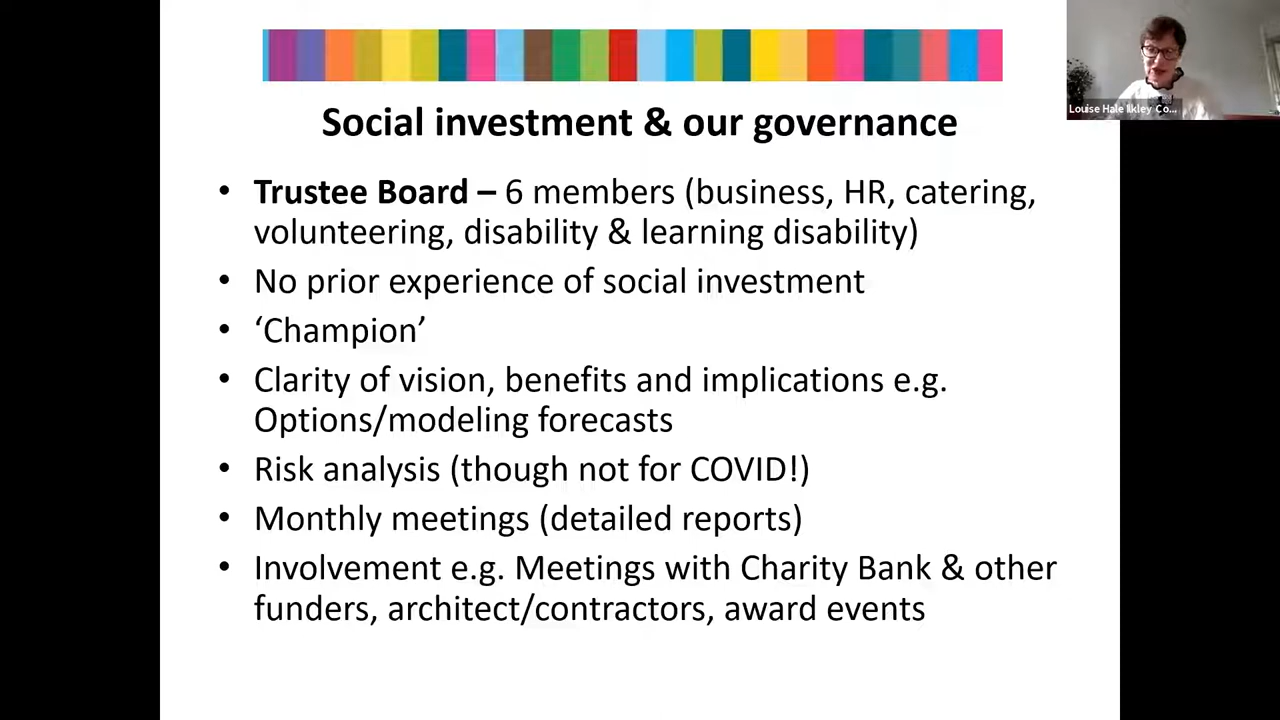 Louise Hale Ilkley Co...
Social investment & our governance
• Trustee Board – 6 members (business, HR, catering,
volunteering, disability & learning disability)
• No prior experience of social investment
• ‘Champion’
• Clarity of vision, benefits and implications e.g.
Options/modeling forecasts
• Risk analysis (though not for COVID!)
• Monthly meetings (detailed reports)
• Involvement e.g. Meetings with Charity Bank & other
funders, architect/contractors, award events